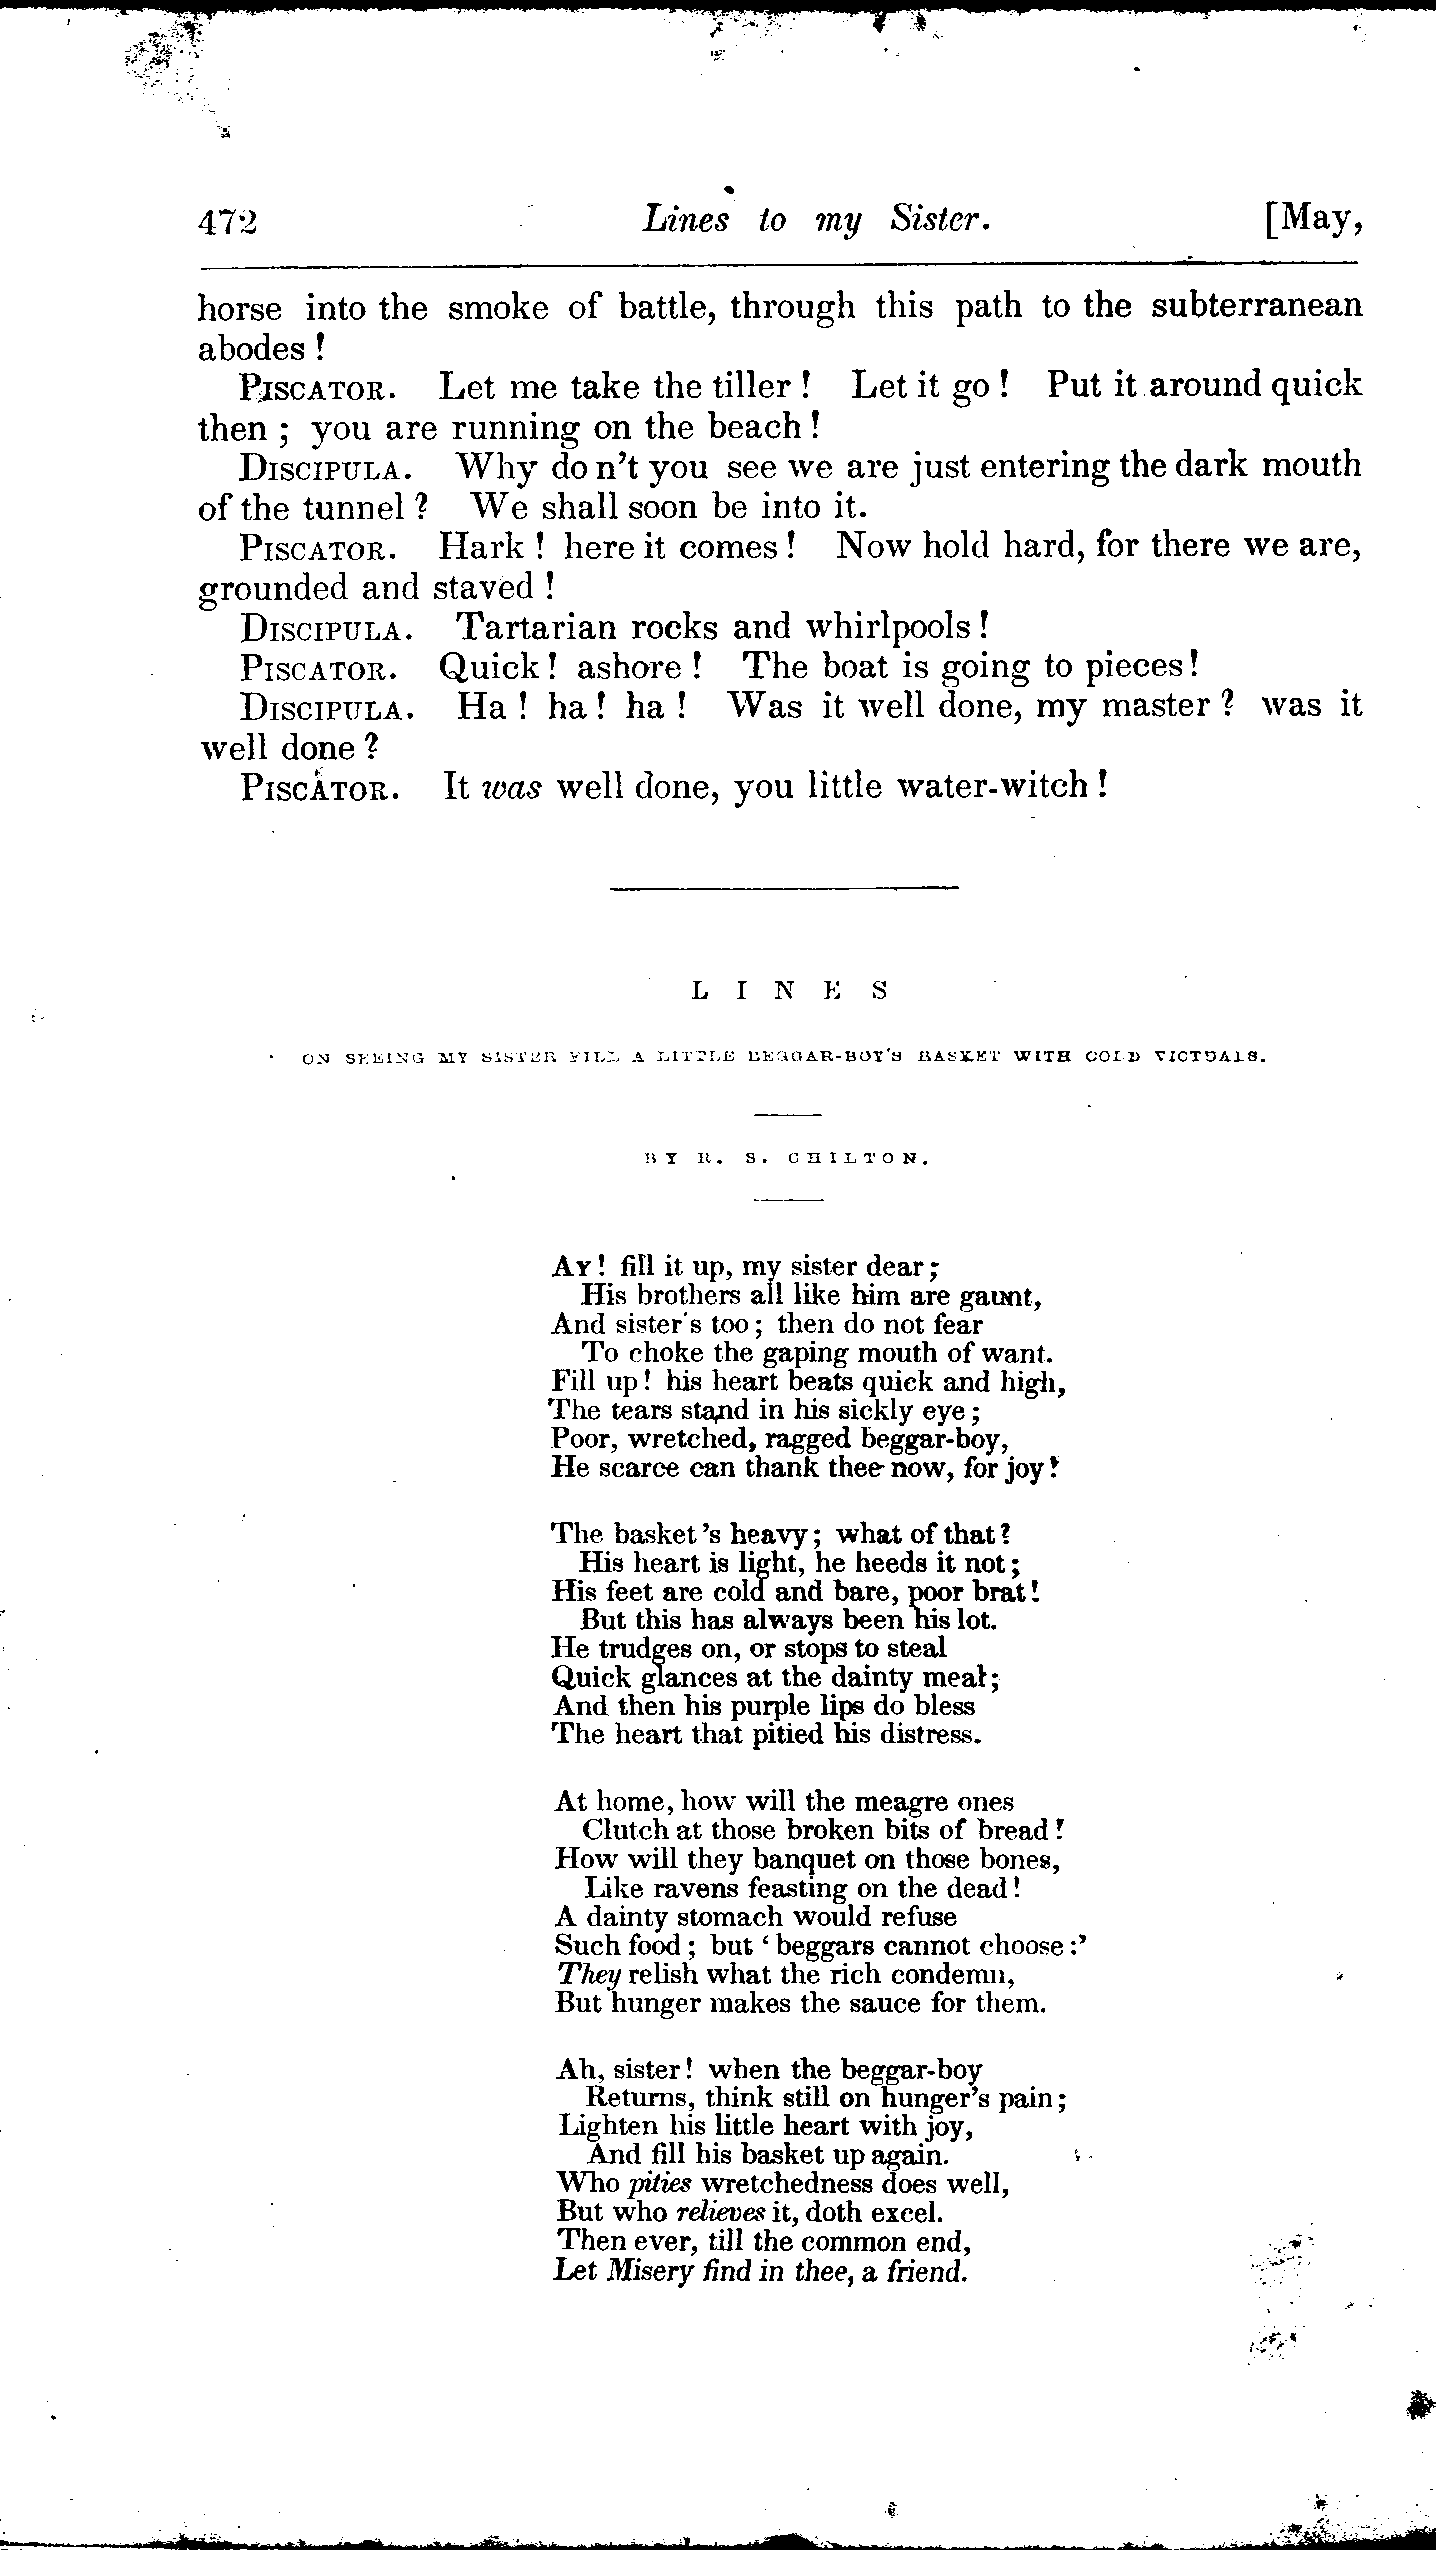 472 Lines to my Sister. [May,
horse into the smoke of battle, through this path to the subterranean
abodes !
PISCATOR. Let me take the tiller ! Let it go ! Put it around quick
then ; you are running on the beach !
DISCIPULA. Why do n't you see we are just entering the dark mouth
of the tunnel ? We shall soon be into it.
PISCATOR. Hark ! here it comes ! Now hold hard, for there we are,
grounded and staved !
DISCIPULA. Tartarian rocks and whirlpools !
PISCATOR. Quick ! ashore ! The boat is going to pieces !
DISCIPULA. Ha ! ha ! ha ! Was it well done, my master ? was it
well done ?
PISCATOR. It was well done, you little water-witch !
LINES
ON SEEING MY SISTER FILL A LITTLE BEGGAR-BOY'S BASKET WITH COLD VICTUALS.
BY R. S. CHILTON.
AY! fill it up, my sister dear;
His brothers all like him are gaunt,
And sister's too; then do not fear
To choke the gaping mouth of want.
Fill up! his heart beats quick and high,
The tears stand in his sickly eye;
Poor, wretched, ragged beggar-boy,
He scarce can thank thee now, for joy!
The basket 's heavy; what of that?
His heart is light, he heeds it not;
His feet are cold and bare, poor brat!
But this has always been his lot.
He trudges on, or stops to steal
Quick glances at the dainty meal;
And then his purple lips do bless
The heart that pitied his distress.
At home, how will the meagre ones
Clutch at those broken bits of bread!
How will they banquet on those bones,
Like ravens feasting on the dead!
A dainty stomach would refuse
Such food; but 'beggars cannot choose:'
They relish what the rich condemn,
But hunger makes the sauce for them.
Ah, sister! when the beggar-boy
Returns, think still on hunger's pain;
Lighten his little heart with joy,
And fill his basket up again.
Who pities wretchedness does well,
But who relieves it, doth excel.
Then ever, till the common end,
Let Misery find in thee, a friend.